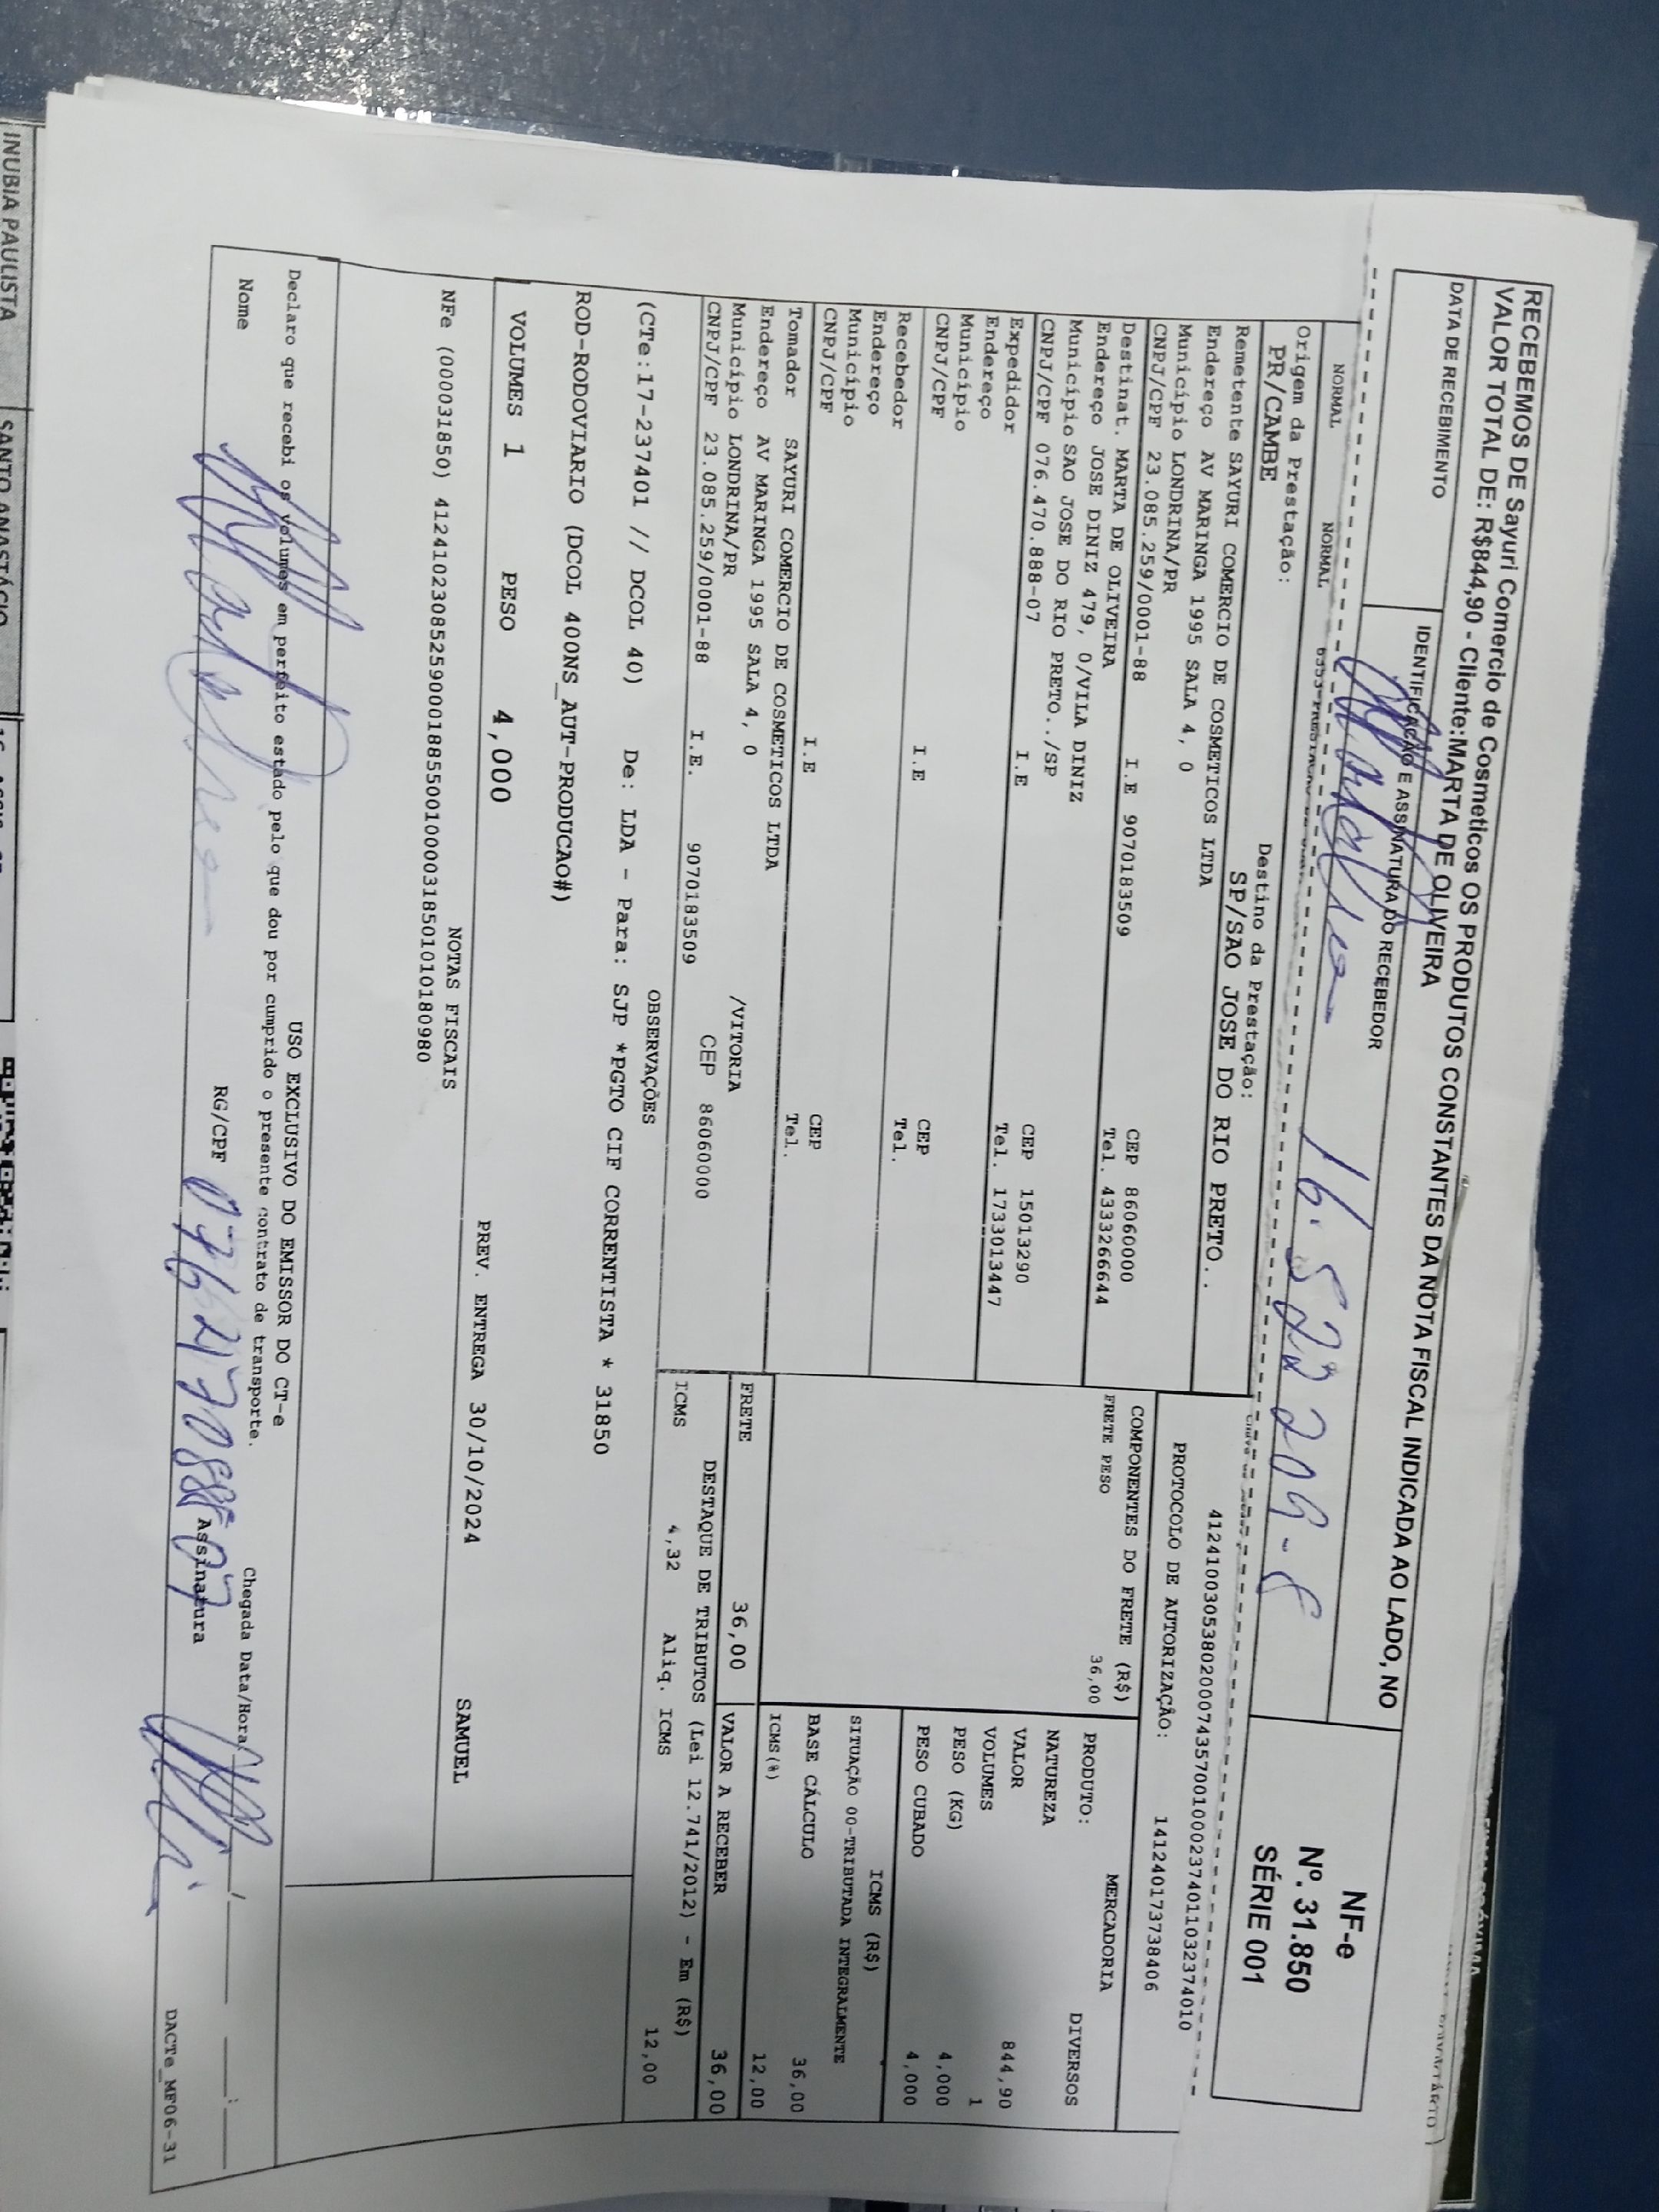 RECEBEMOS DE Sayuri Comercio de Cosmeticos OS PRODUTOS CONSTANTES DA NOTA FISCAL INDICADA AO LADO, NO
VALOR TOTAL DE: R$844,90 - Cliente:MARTA DE OLIVEIRA
DATA DE RECEBIMENTO
IDENTIFICAÇÃO E ASSINATURA DO RECEBEDOR
NF-e
Nº. 31.850
SÉRIE 001
NORMAL
NORMAL
41241003053802000743570010002374011032374010
Origem da Prestação:
PR/CAMBE
Destino da Prestação:
SP/SAO JOSE DO RIO PRETO..
PROTOCOLO DE AUTORIZAÇÃO:
141240173738406
Remetente SAYURI COMERCIO DE COSMETICOS LTDA
Endereço AV MARINGA 1995 SALA 4, 0
Município LONDRINA/PR CEP 86060000
CNPJ/CPF 23.085.259/0001-88 I.E 9070183509 Tel. 4333266644
Destinat. MARTA DE OLIVEIRA
Endereço JOSE DINIZ 479, 0/VILA DINIZ
Município SAO JOSE DO RIO PRETO../SP CEP 15013290
CNPJ/CPF 076.470.888-07 I.E Tel. 1733013447
Expedidor
Endereço
Município CEP
CNPJ/CPF I.E Tel.
Recebedor
Endereço
Município CEP
CNPJ/CPF I.E Tel.
Tomador SAYURI COMERCIO DE COSMETICOS LTDA
Endereço AV MARINGA 1995 SALA 4, 0 /VITORIA
Município LONDRINA/PR CEP 86060000
CNPJ/CPF 23.085.259/0001-88 I.E. 9070183509
COMPONENTES DO FRETE (R$)
FRETE PESO 36,00
MERCADORIA
PRODUTO: DIVERSOS
NATUREZA
VALOR 844,90
VOLUMES 1
PESO (KG) 4,000
PESO CUBADO 4,000
ICMS (R$)
SITUAÇÃO 00-TRIBUTADA INTEGRALMENTE
BASE CÁLCULO 36,00
ICMS(%) 12,00
FRETE 36,00
VALOR A RECEBER 36,00
DESTAQUE DE TRIBUTOS (Lei 12.741/2012) - Em (R$)
ICMS 4,32 Aliq. ICMS 12,00
OBSERVAÇÕES
(CTe:17-237401 // DCOL 40) De: LDA - Para: SJP *PGTO CIF CORRENTISTA * 31850
ROD-RODOVIARIO (DCOL 400NS_AUT-PRODUCAO#)
VOLUMES 1 PESO 4,000 PREV. ENTREGA 30/10/2024 SAMUEL
NOTAS FISCAIS
NFe (000031850) 41241023085259000188550010000318501010180980
USO EXCLUSIVO DO EMISSOR DO CT-e
Declaro que recebi os volumes em perfeito estado pelo que dou por cumprido o presente contrato de transporte.
Chegada Data/Hora
Nome
RG/CPF
Assinatura
DACTe_MF06-31
INUBIA PAULISTA
SANTO ANASTÁCIO